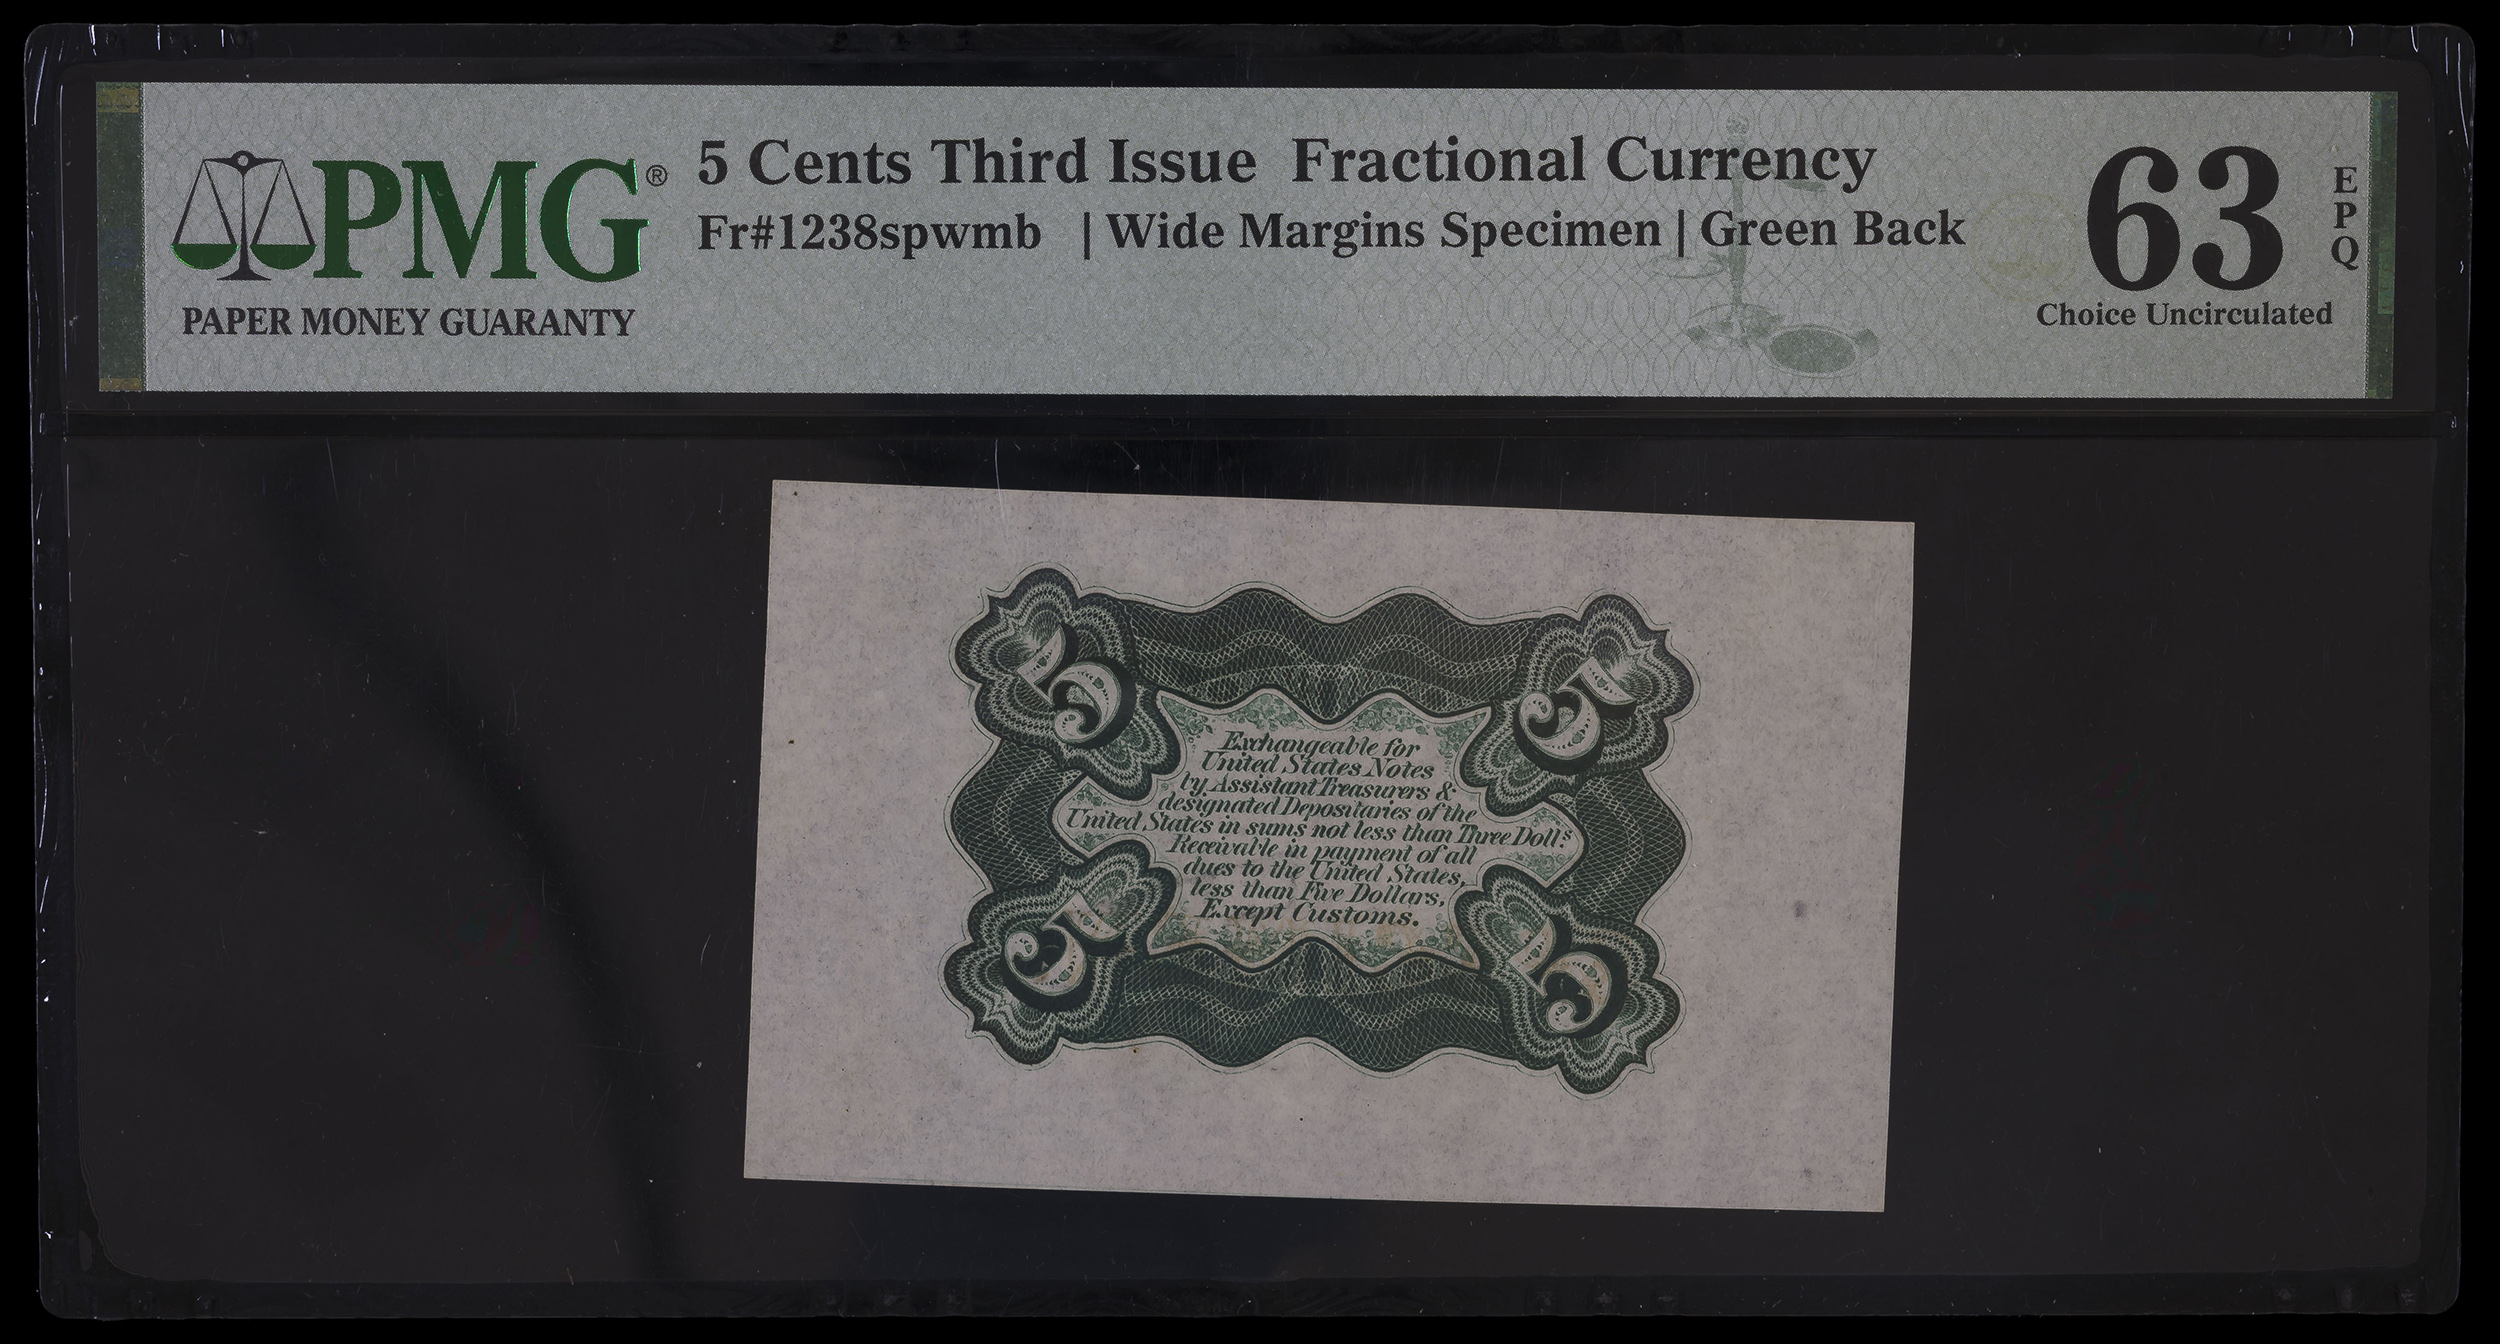 PMG®
PAPER MONEY GUARANTY
5 Cents Third Issue Fractional Currency
Fr#1238spwmb | Wide Margins Specimen | Green Back
63
EPQ
Choice Uncirculated
5
5
Exchangeable for
United States Notes
by Assistant Treasurers &
designated Depositaries of the
United States in sums not less than Three Dolls.
Receivable in payment of all
dues to the United States,
less than Five Dollars,
Except Customs.
5
5